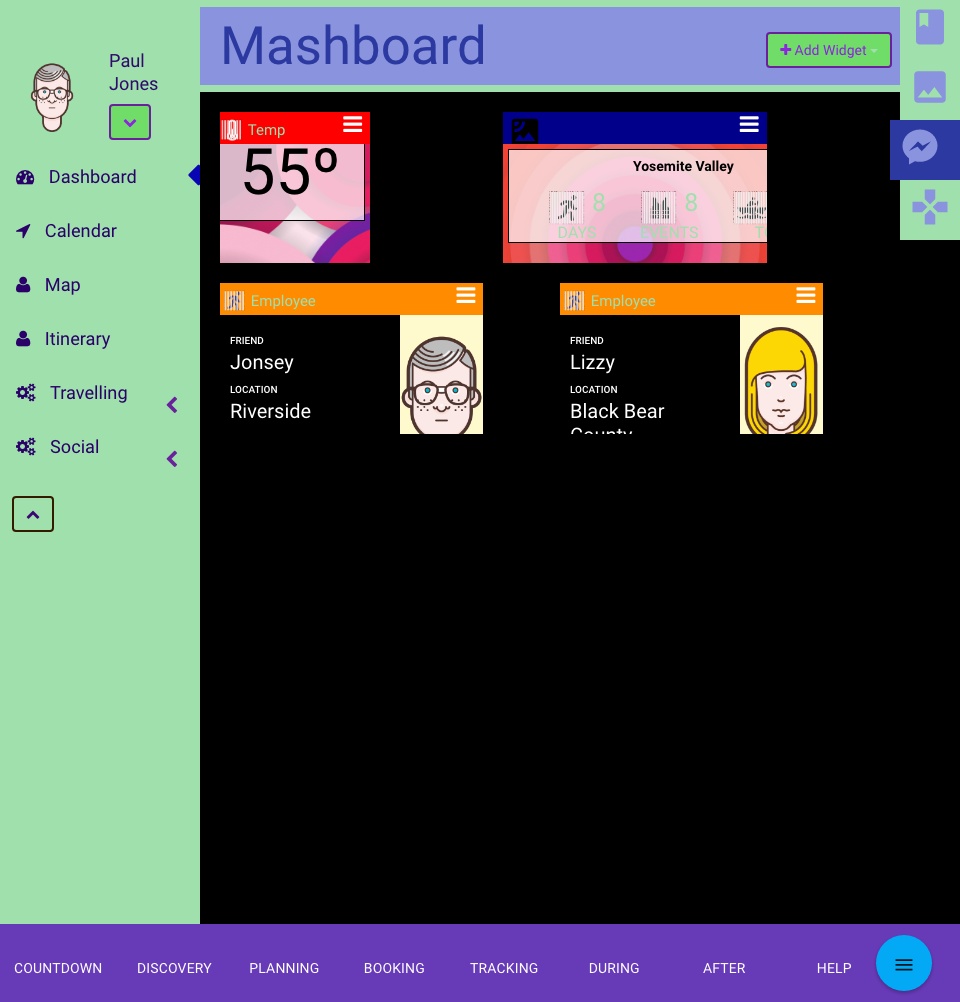 Paul
Jones
Dashboard
Calendar
Map
Itinerary
Travelling
Social
Mashboard
Add Widget
Temp
55º
Yosemite Valley
8
8
DAYS
EVENTS
T
Employee
FRIEND
Jonsey
LOCATION
Riverside
Employee
FRIEND
Lizzy
LOCATION
Black Bear
County
COUNTDOWN
DISCOVERY
PLANNING
BOOKING
TRACKING
DURING
AFTER
HELP